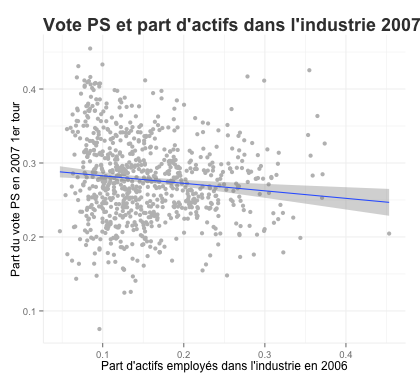 Vote PS et part d'actifs dans l'industrie 2007
Part du vote PS en 2007 1er tour
0.4
0.3
0.2
0.1
0.1
0.2
0.3
0.4
Part d'actifs employés dans l'industrie en 2006